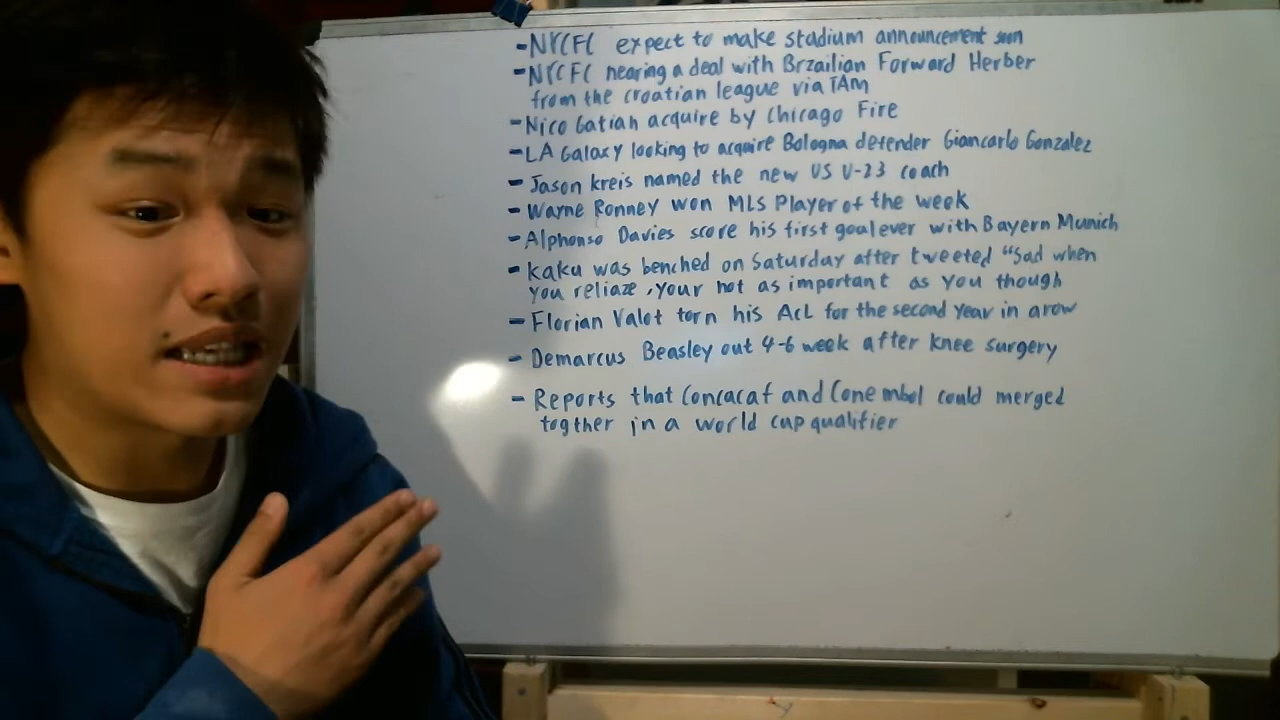 - NYCFC expect to make stadium announcement soon
- NYCFC nearing a deal with Brzailian Forward Herber
from the croatian league via TAM
- Nico Gatian acquire by Chicago Fire
- LA Galaxy looking to acquire Bologna defender Giancarlo Gonzalez
- Jason Kreis named the new US U-23 coach
- Wayne Ronney won MLS Player of the week
- Alphonso Davies score his first goal ever with Bayern Munich
- Kaku was benched on Saturday after tweeted "Sad when
you reliaze, your not as important as you though
- Florian Valot torn his ACL for the second year in a row
- Demarcus Beasley out 4-6 week after knee surgery
- Reports that Concacaf and Conembol could merged
togther in a world cup qualifier